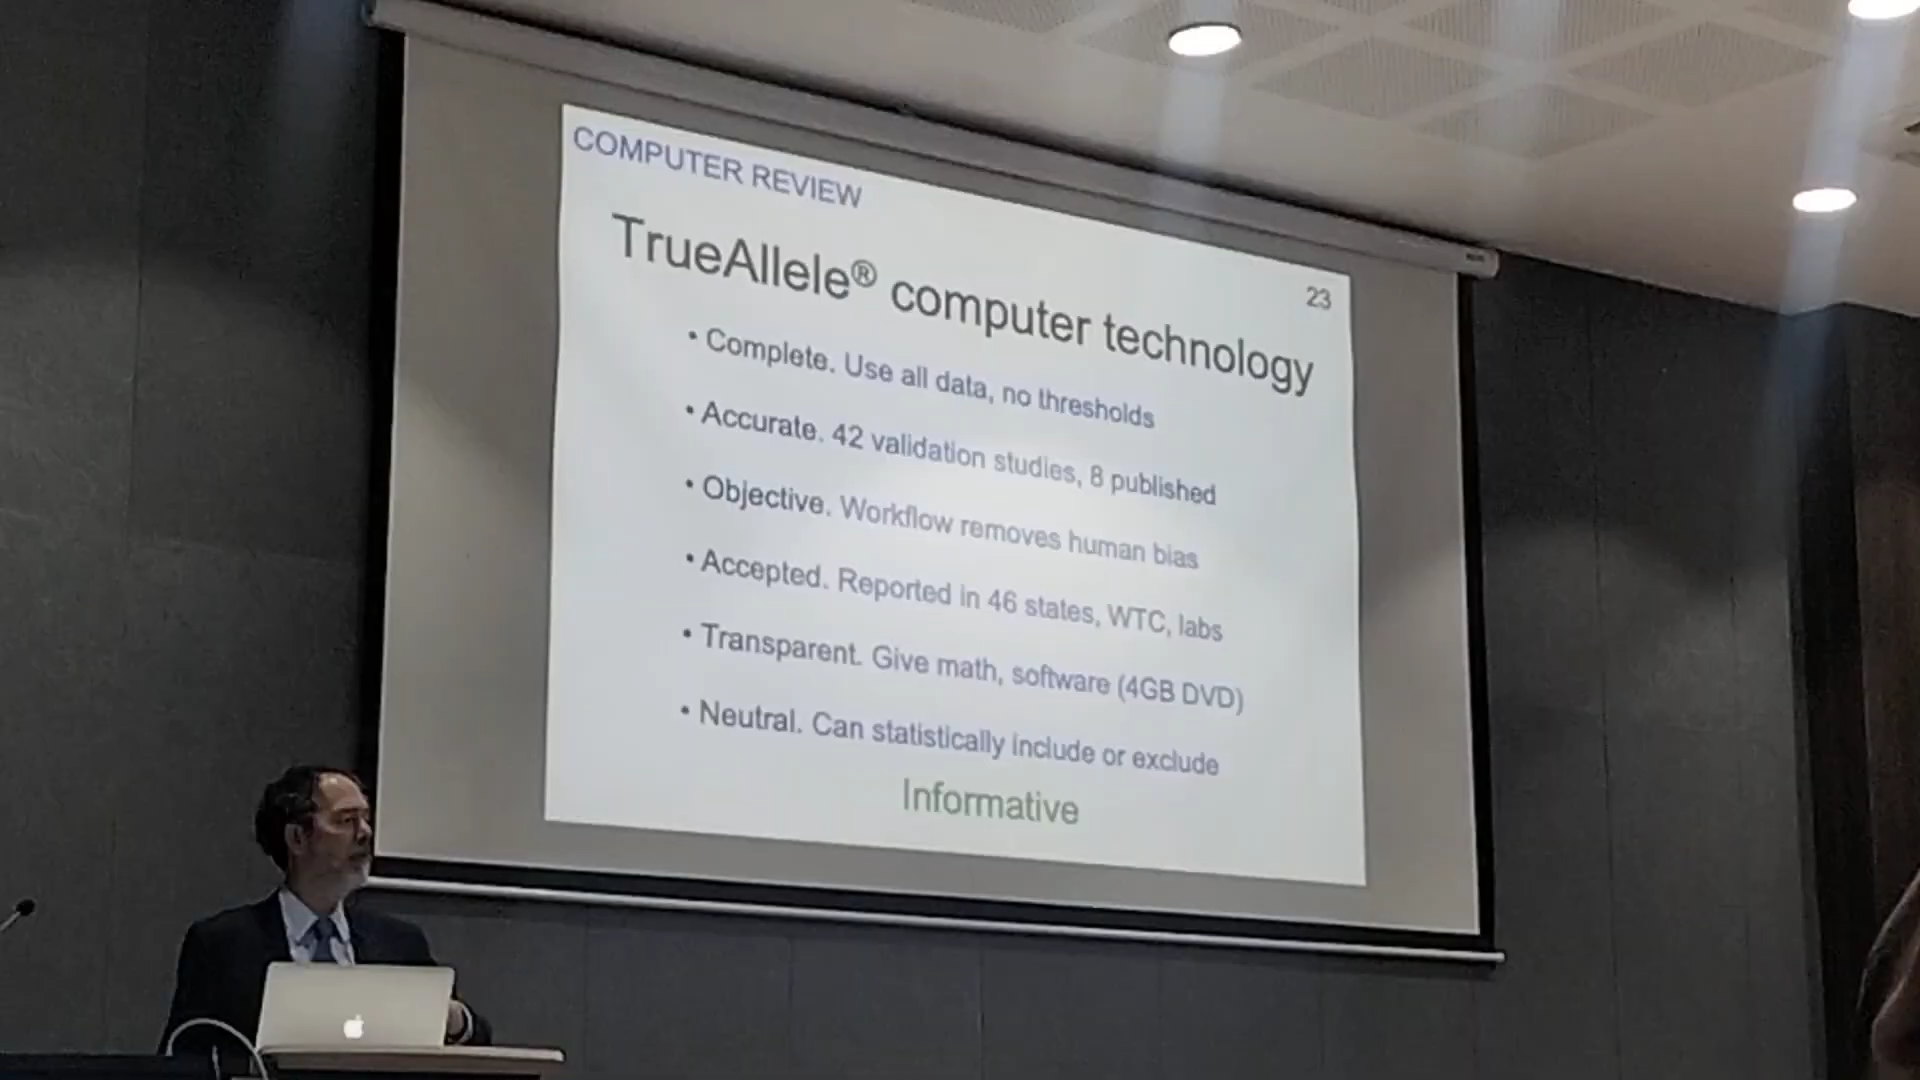 COMPUTER REVIEW
23
TrueAllele® computer technology
• Complete. Use all data, no thresholds
• Accurate. 42 validation studies, 8 published
• Objective. Workflow removes human bias
• Accepted. Reported in 46 states, WTC, labs
• Transparent. Give math, software (4GB DVD)
• Neutral. Can statistically include or exclude
Informative